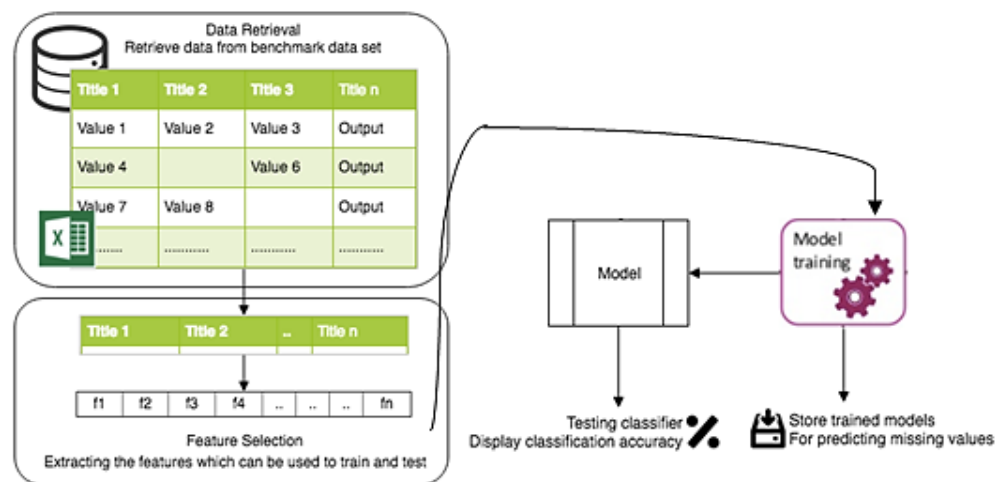 Data Retrieval
Retrieve data from benchmark data set
Title 1 Title 2 Title 3 Title n
Value 1 Value 2 Value 3 Output
Value 4 Value 6 Output
Value 7 Value 8 Output
X
.......... ............ ............ ............
Title 1 Title 2 .. Title n
f1 f2 f3 f4 .. .. .. fn
Feature Selection
Extracting the features which can be used to train and test
Model
training
Model
Testing classifier
Display classification accuracy
Store trained models
For predicting missing values